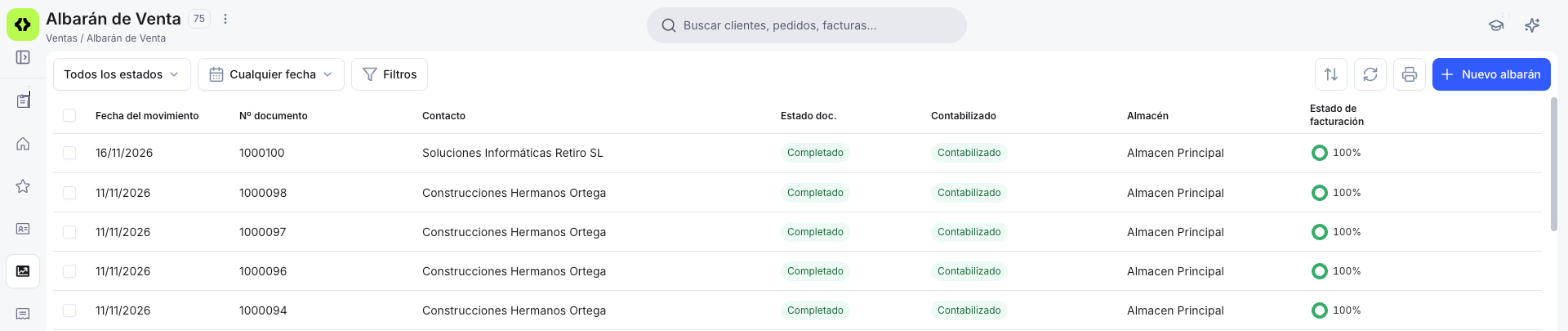 Albarán de Venta 75
Ventas / Albarán de Venta
Buscar clientes, pedidos, facturas...
Todos los estados
Cualquier fecha
Filtros
Nuevo albarán
Fecha del movimiento Nº documento Contacto Estado doc. Contabilizado Almacén Estado de facturación
16/11/2026 1000100 Soluciones Informáticas Retiro SL Completado Contabilizado Almacen Principal 100%
11/11/2026 1000098 Construcciones Hermanos Ortega Completado Contabilizado Almacen Principal 100%
11/11/2026 1000097 Construcciones Hermanos Ortega Completado Contabilizado Almacen Principal 100%
11/11/2026 1000096 Construcciones Hermanos Ortega Completado Contabilizado Almacen Principal 100%
11/11/2026 1000094 Construcciones Hermanos Ortega Completado Contabilizado Almacen Principal 100%